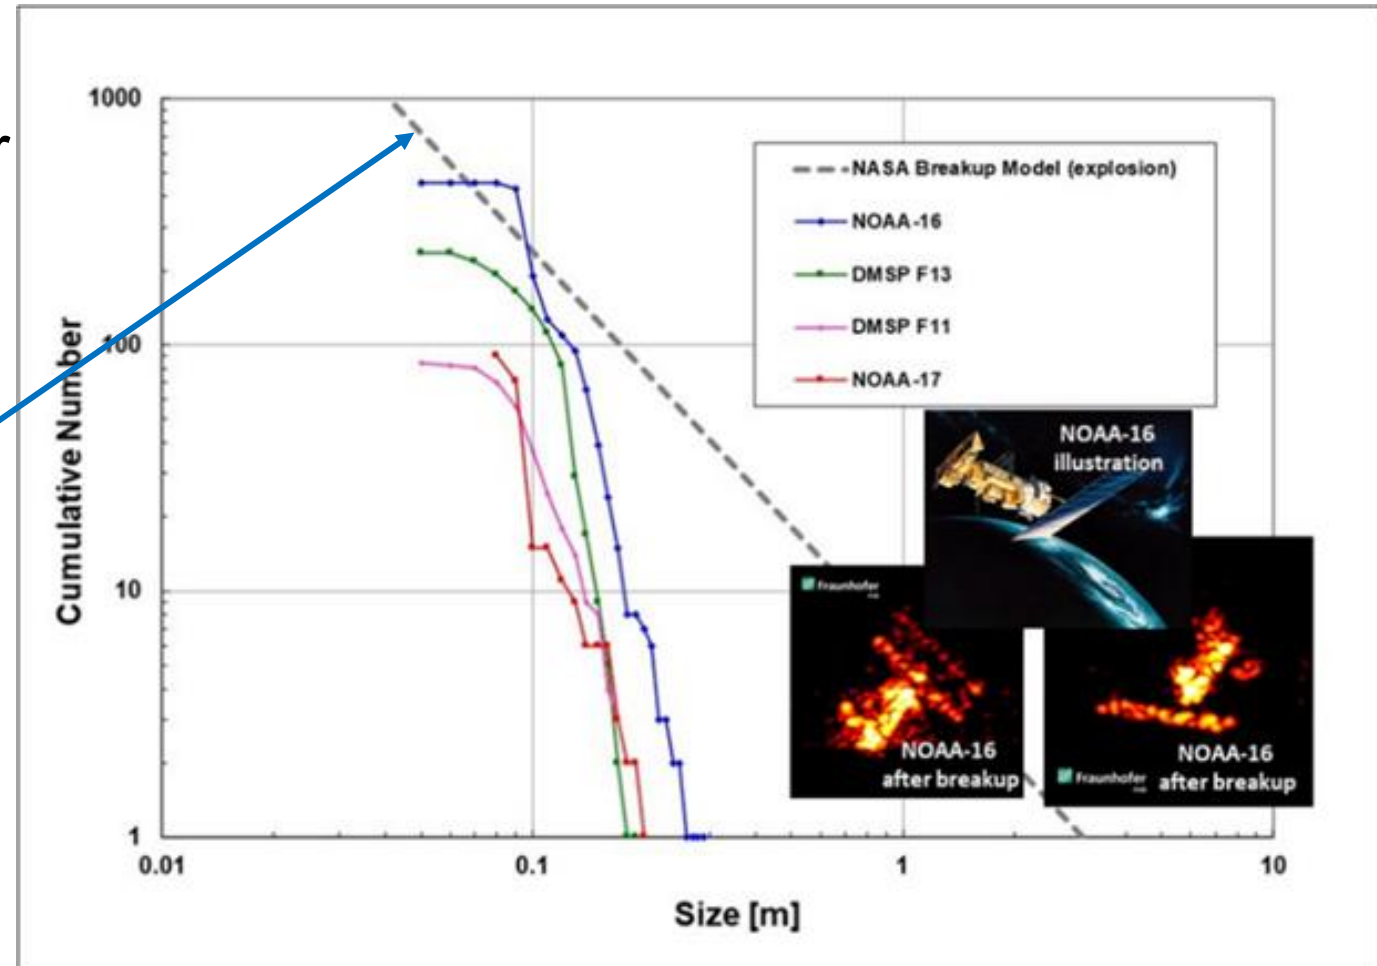 r
1000
100
10
1
Cumulative Number
0.01
0.1
1
10
Size [m]
NASA Breakup Model (explosion)
NOAA-16
DMSP F13
DMSP F11
NOAA-17
NOAA-16
illustration
Fraunhofer
NOAA-16
after breakup
NOAA-16
Fraunhofer
after breakup